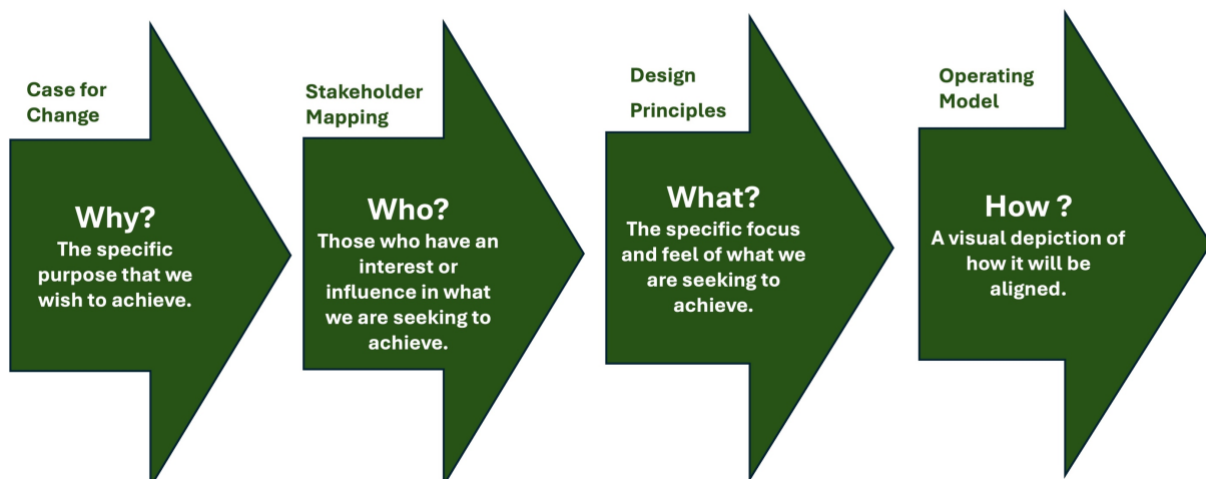 Case for
Change
Why?
The specific
purpose that we
wish to achieve.
Stakeholder
Mapping
Who?
Those who have an
interest or
influence in what
we are seeking to
achieve.
Design
Principles
What?
The specific focus
and feel of what we
are seeking to
achieve.
Operating
Model
How ?
A visual depiction of
how it will be
aligned.